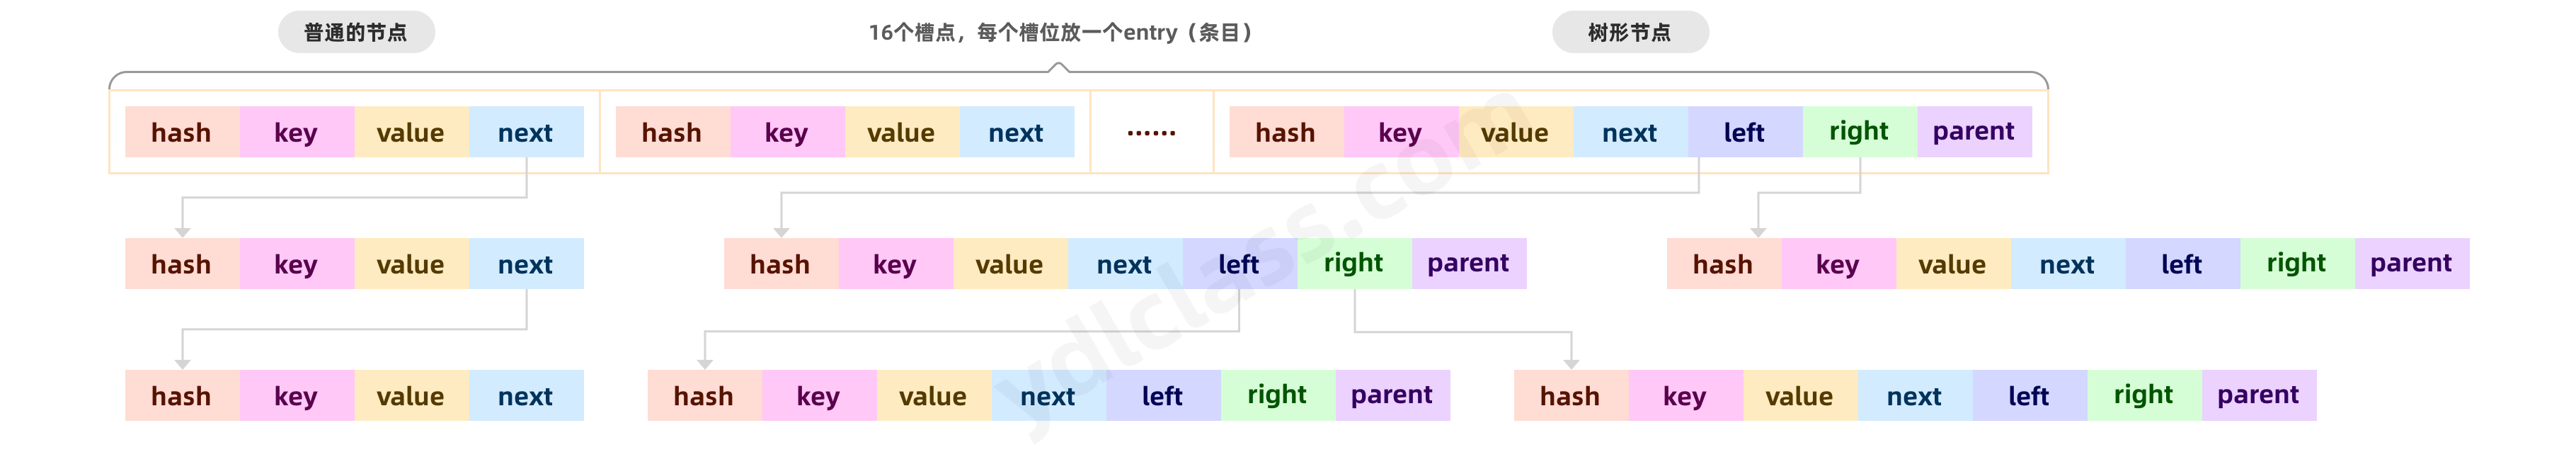 普通的节点 16个槽点，每个槽位放一个entry（条目） 树形节点
hash key value next hash key value next ······ hash key value next left right parent
hash key value next hash key value next left right parent hash key value next left right parent
hash key value next hash key value next left right parent hash key value next left right parent
ydlclass.com